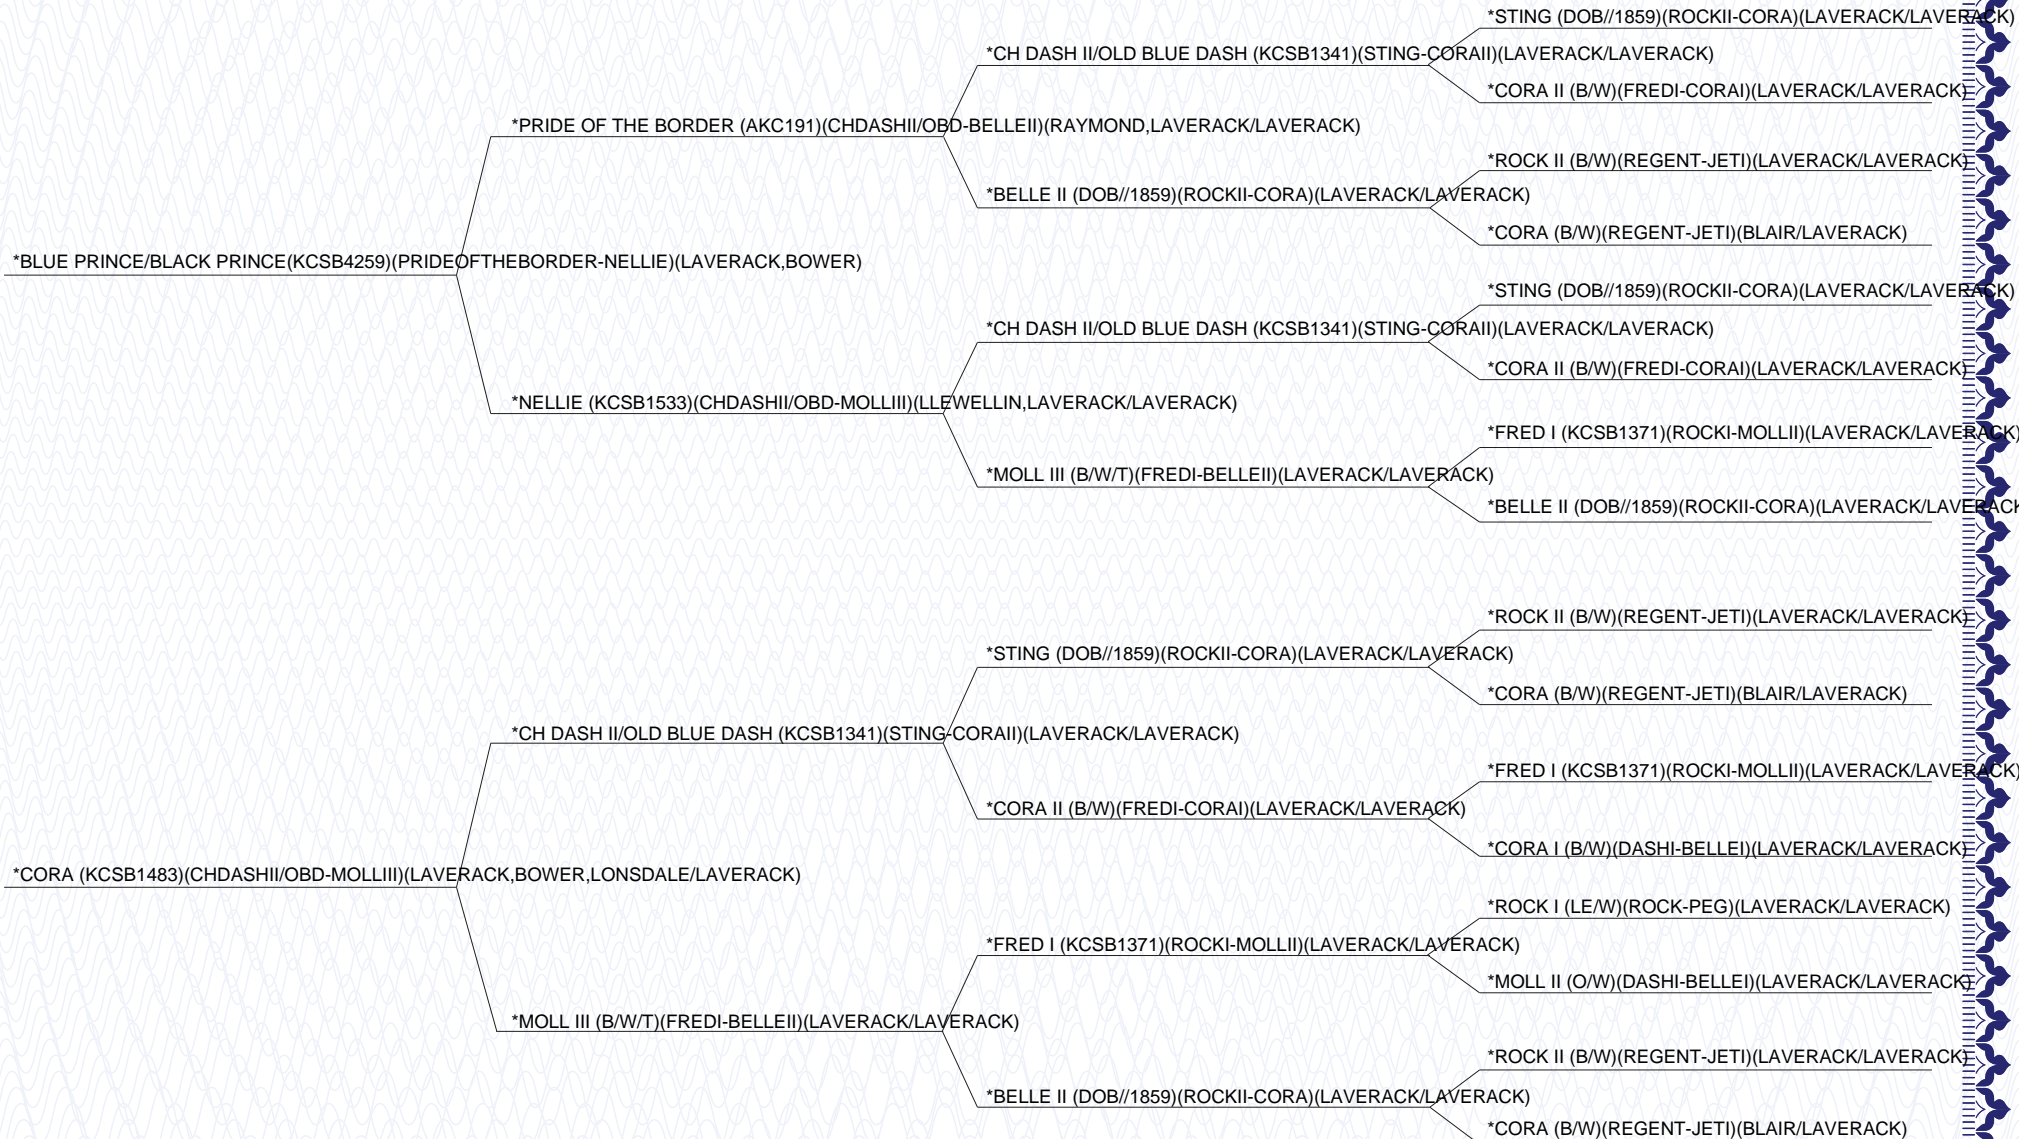 *STING (DOB//1859)(ROCKII-CORA)(LAVERACK/LAVERACK)
*CH DASH II/OLD BLUE DASH (KCSB1341)(STING-CORAII)(LAVERACK/LAVERACK)
*CORA II (B/W)(FREDI-CORAI)(LAVERACK/LAVERACK)
*PRIDE OF THE BORDER (AKC191)(CHDASHII/OBD-BELLEII)(RAYMOND,LAVERACK/LAVERACK)
*ROCK II (B/W)(REGENT-JETI)(LAVERACK/LAVERACK)
*BELLE II (DOB//1859)(ROCKII-CORA)(LAVERACK/LAVERACK)
*CORA (B/W)(REGENT-JETI)(BLAIR/LAVERACK)
*BLUE PRINCE/BLACK PRINCE(KCSB4259)(PRIDEOFTHEBORDER-NELLIE)(LAVERACK,BOWER)
*STING (DOB//1859)(ROCKII-CORA)(LAVERACK/LAVERACK)
*CH DASH II/OLD BLUE DASH (KCSB1341)(STING-CORAII)(LAVERACK/LAVERACK)
*CORA II (B/W)(FREDI-CORAI)(LAVERACK/LAVERACK)
*NELLIE (KCSB1533)(CHDASHII/OBD-MOLLIII)(LLEWELLIN,LAVERACK/LAVERACK)
*FRED I (KCSB1371)(ROCKI-MOLLII)(LAVERACK/LAVERACK)
*MOLL III (B/W/T)(FREDI-BELLEII)(LAVERACK/LAVERACK)
*BELLE II (DOB//1859)(ROCKII-CORA)(LAVERACK/LAVERACK
*ROCK II (B/W)(REGENT-JETI)(LAVERACK/LAVERACK)
*STING (DOB//1859)(ROCKII-CORA)(LAVERACK/LAVERACK)
*CORA (B/W)(REGENT-JETI)(BLAIR/LAVERACK)
*CH DASH II/OLD BLUE DASH (KCSB1341)(STING-CORAII)(LAVERACK/LAVERACK)
*FRED I (KCSB1371)(ROCKI-MOLLII)(LAVERACK/LAVERACK)
*CORA II (B/W)(FREDI-CORAI)(LAVERACK/LAVERACK)
*CORA I (B/W)(DASHI-BELLEI)(LAVERACK/LAVERACK)
*CORA (KCSB1483)(CHDASHII/OBD-MOLLIII)(LAVERACK,BOWER,LONSDALE/LAVERACK)
*ROCK I (LE/W)(ROCK-PEG)(LAVERACK/LAVERACK)
*FRED I (KCSB1371)(ROCKI-MOLLII)(LAVERACK/LAVERACK)
*MOLL II (O/W)(DASHI-BELLEI)(LAVERACK/LAVERACK)
*MOLL III (B/W/T)(FREDI-BELLEII)(LAVERACK/LAVERACK)
*ROCK II (B/W)(REGENT-JETI)(LAVERACK/LAVERACK)
*BELLE II (DOB//1859)(ROCKII-CORA)(LAVERACK/LAVERACK)
*CORA (B/W)(REGENT-JETI)(BLAIR/LAVERACK)